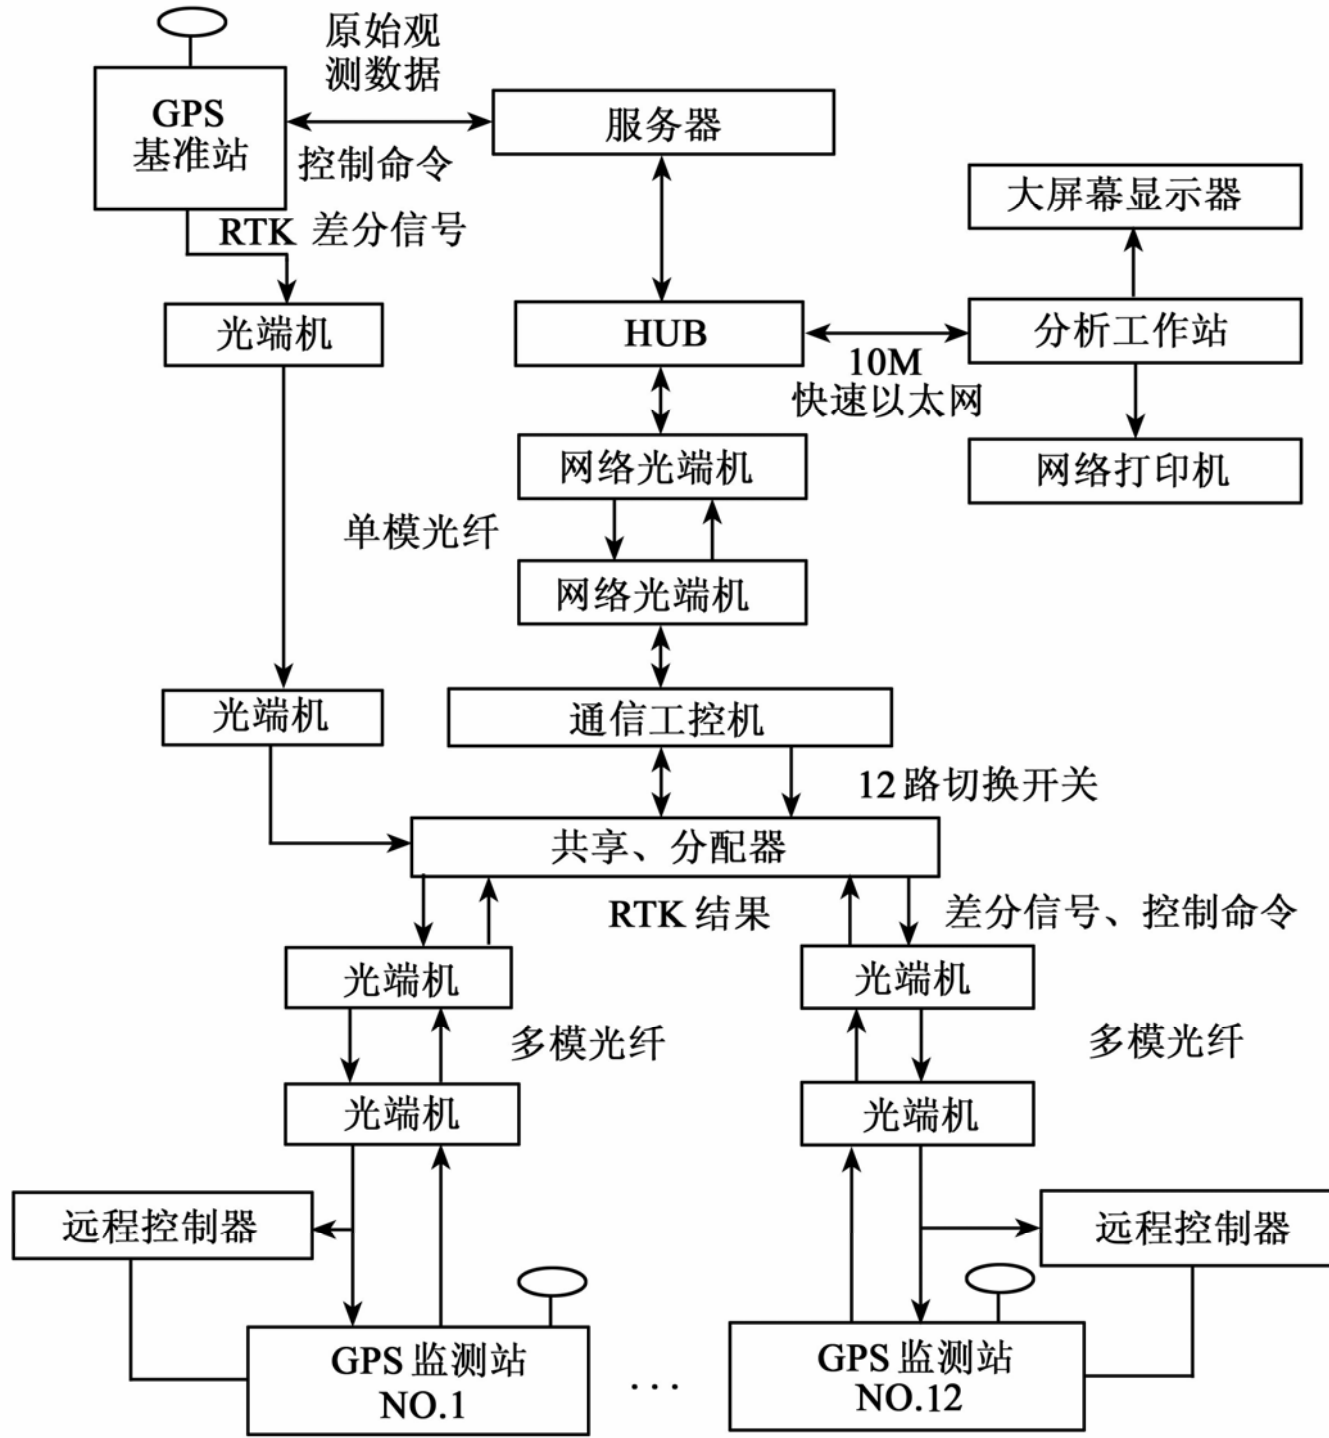 原始观
测数据
GPS
基准站
服务器
控制命令
大屏幕显示器
RTK 差分信号
光端机
HUB
分析工作站
10M
快速以太网
网络光端机
网络打印机
单模光纤
网络光端机
光端机
通信工控机
12路切换开关
共享、分配器
RTK 结果
差分信号、控制命令
光端机
光端机
多模光纤
多模光纤
光端机
光端机
远程控制器
远程控制器
GPS 监测站
NO.1
...
GPS 监测站
NO.12